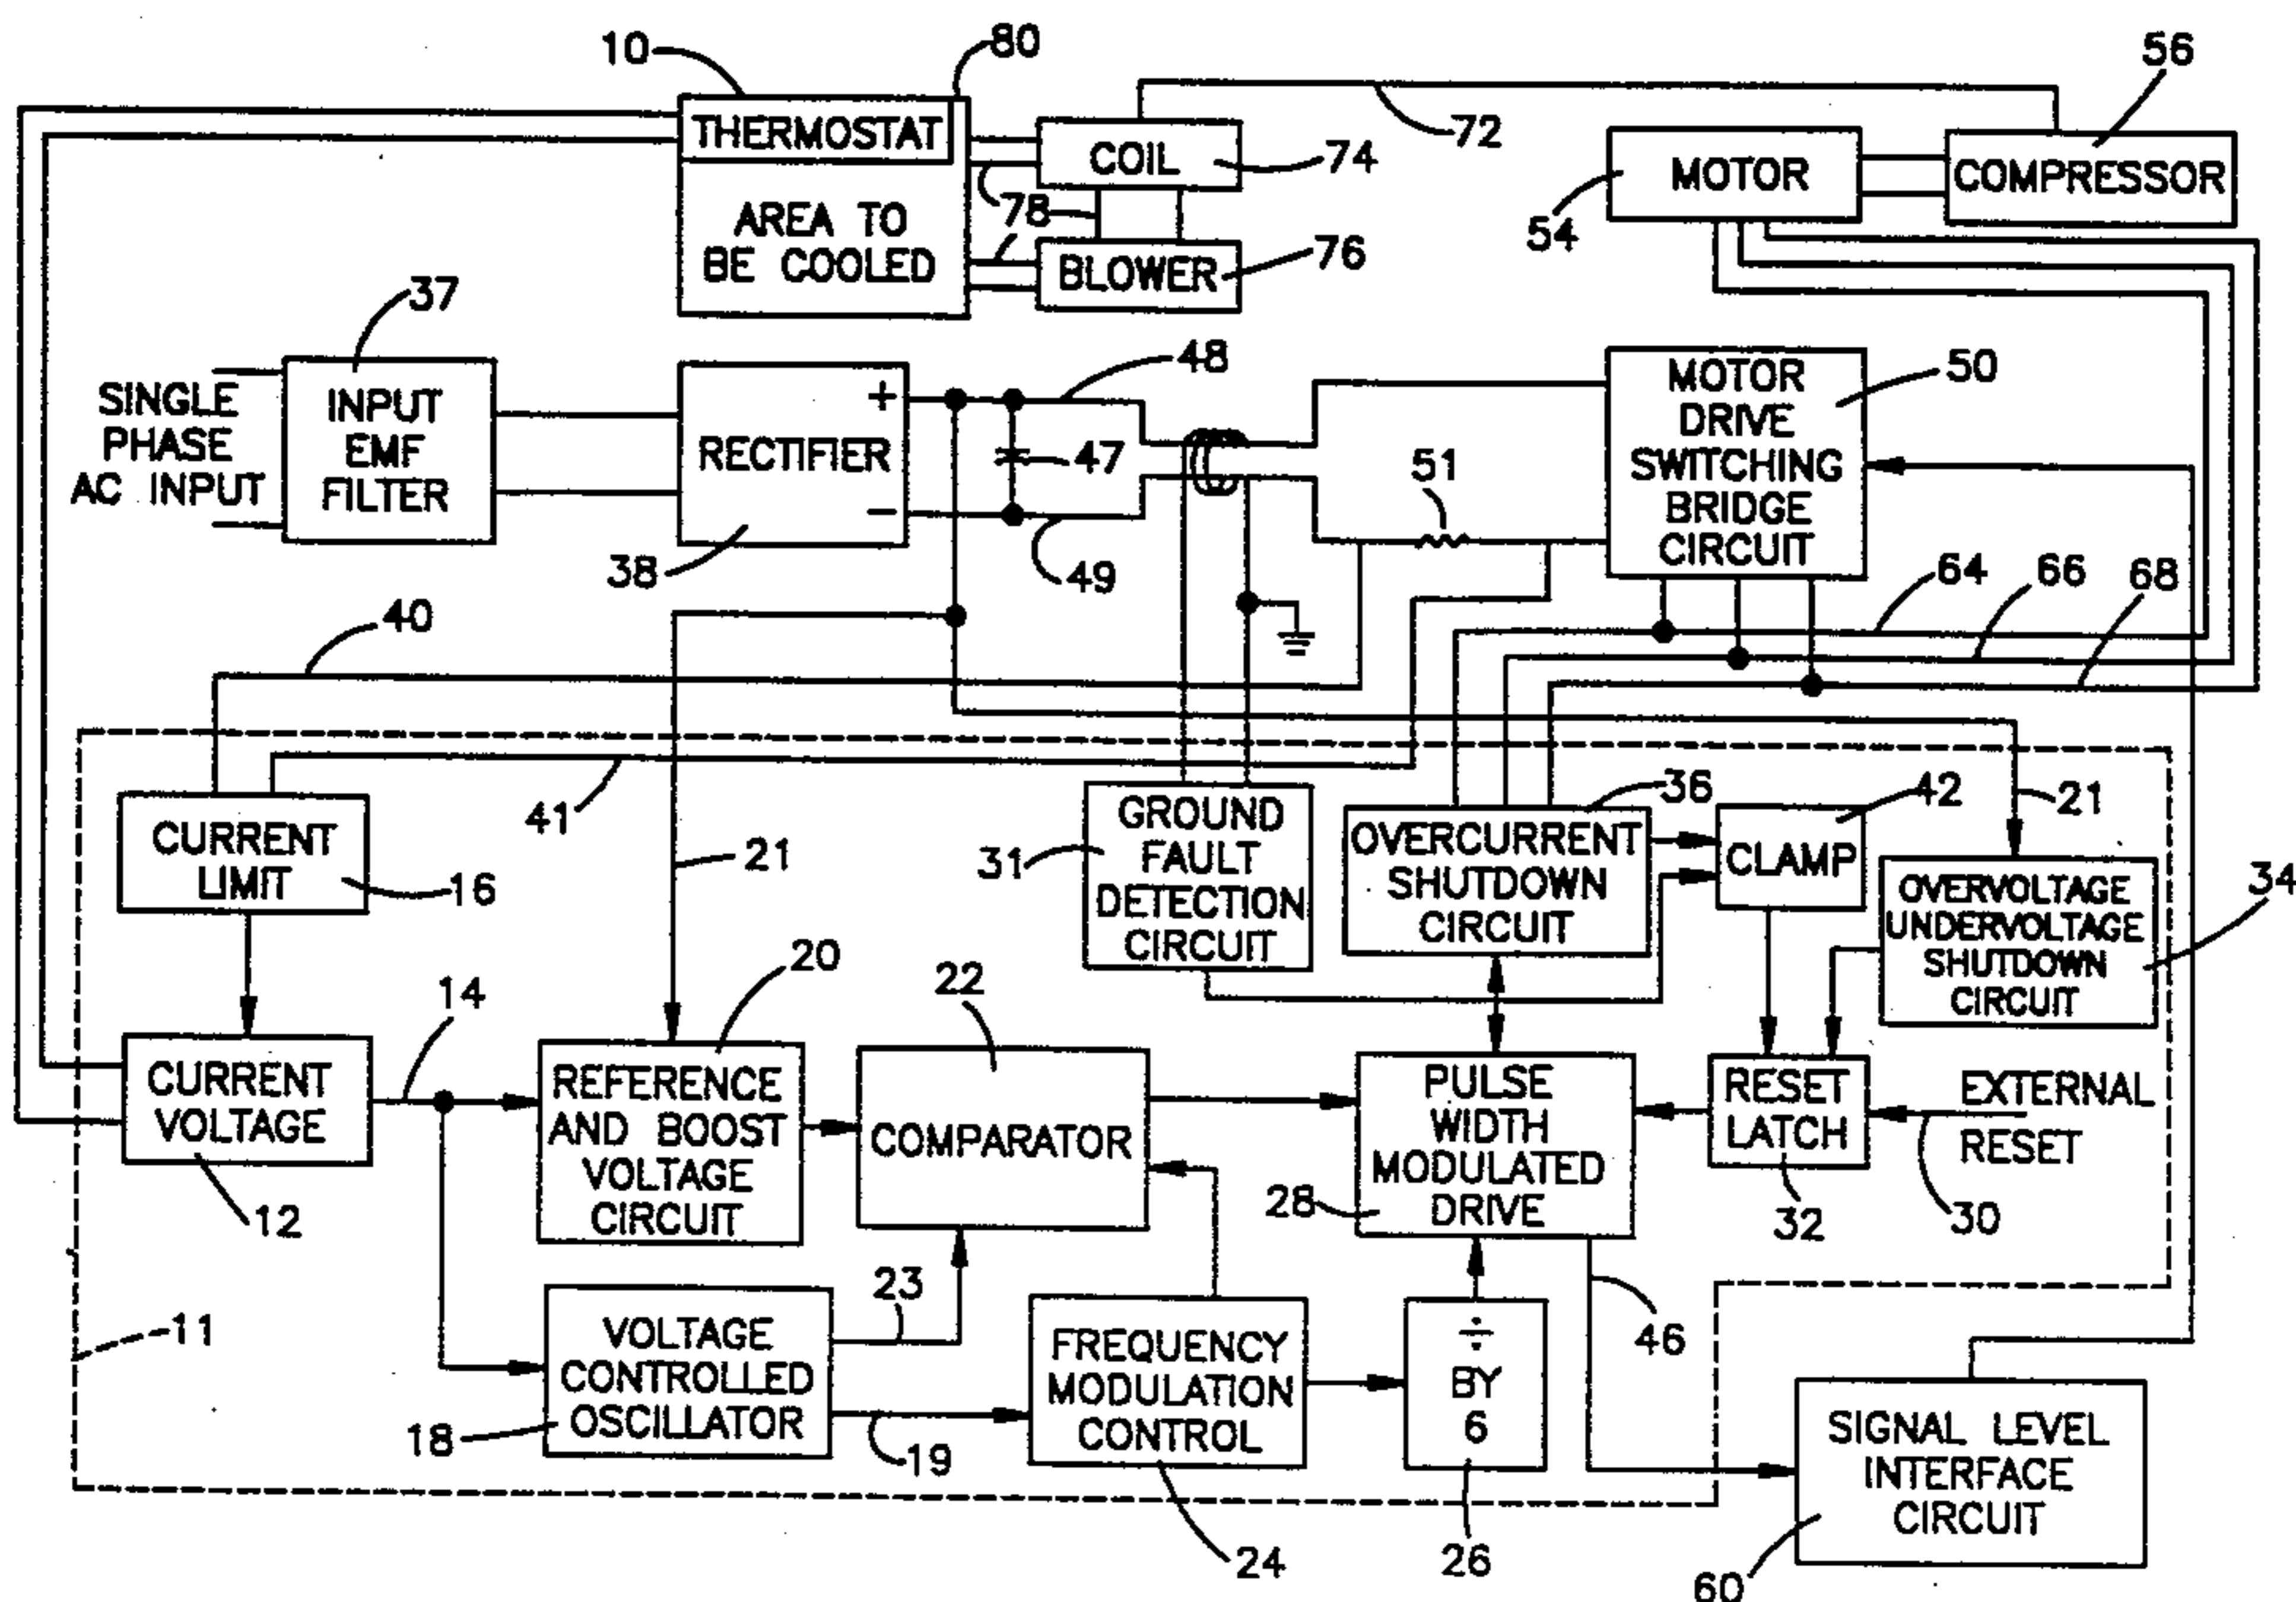 10
80
56
THERMOSTAT
COIL
74
72
MOTOR
COMPRESSOR
54
78
AREA TO
BE COOLED
BLOWER
76
37
SINGLE
PHASE
AC INPUT
INPUT
EMF
FILTER
RECTIFIER
+
−
38
48
47
49
51
MOTOR
DRIVE
SWITCHING
BRIDGE
CIRCUIT
50
64
66
68
40
41
CURRENT
LIMIT
16
21
31
GROUND
FAULT
DETECTION
CIRCUIT
36
OVERCURRENT
SHUTDOWN
CIRCUIT
42
CLAMP
21
OVERVOLTAGE
UNDERVOLTAGE
SHUTDOWN
CIRCUIT
34
14
CURRENT
VOLTAGE
12
20
REFERENCE
AND BOOST
VOLTAGE
CIRCUIT
22
COMPARATOR
PULSE
WIDTH
MODULATED
DRIVE
28
RESET
LATCH
32
EXTERNAL
RESET
30
11
VOLTAGE
CONTROLLED
OSCILLATOR
18
23
19
FREQUENCY
MODULATION
CONTROL
24
÷
BY
6
26
46
SIGNAL LEVEL
INTERFACE
CIRCUIT
60